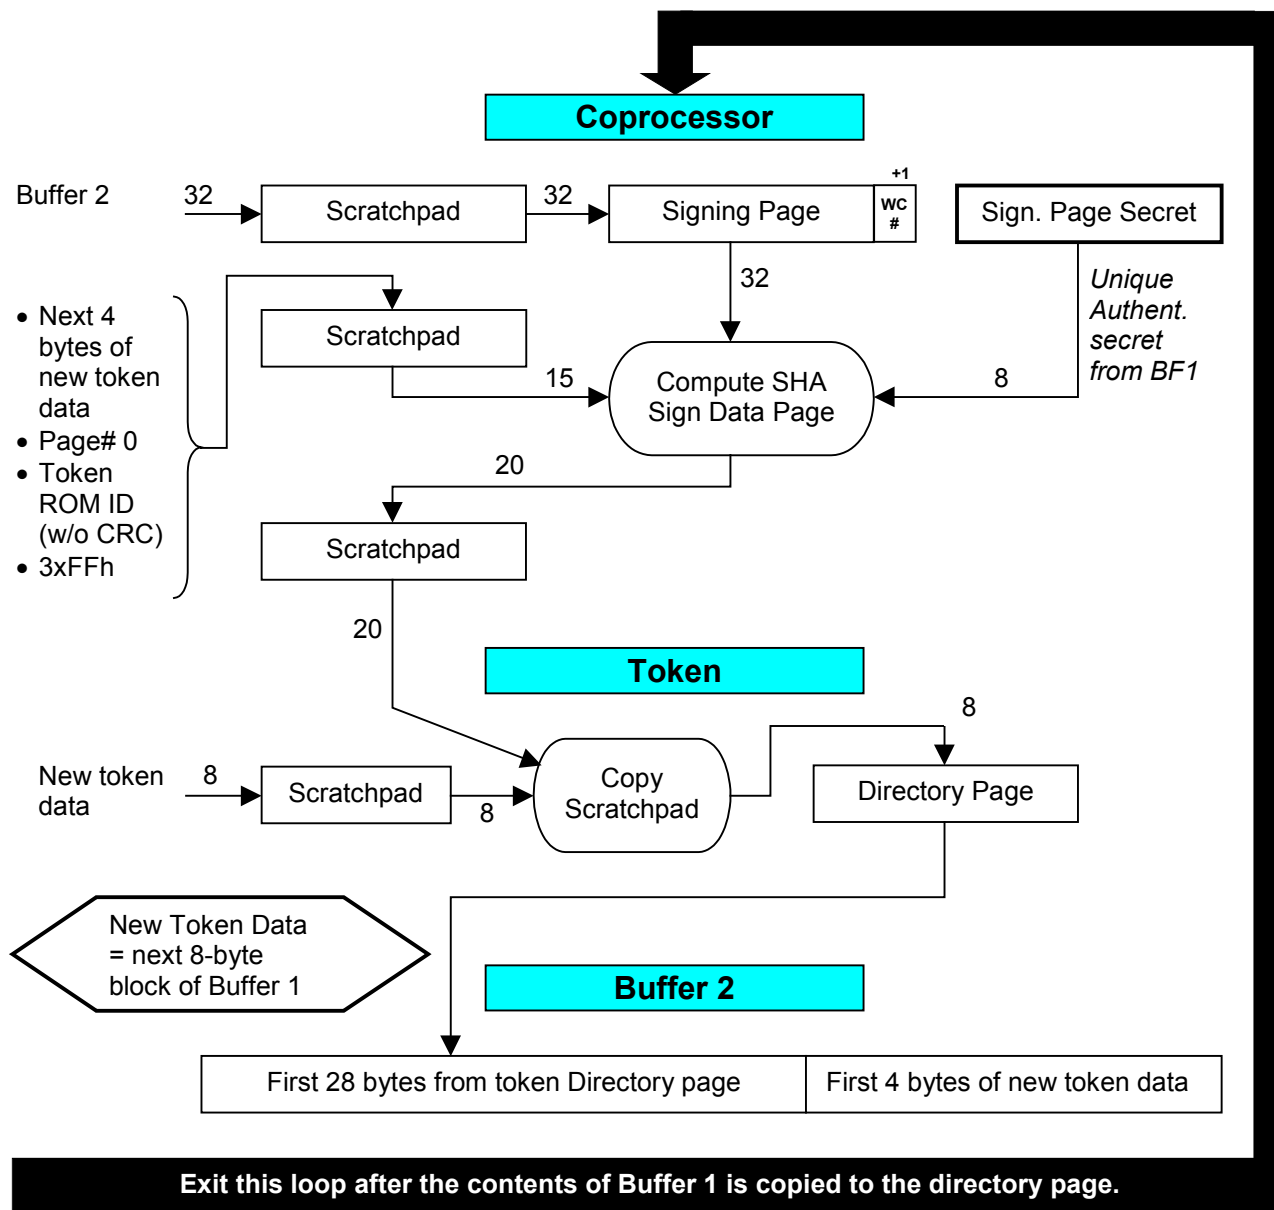 Coprocessor
Buffer 2
32
Scratchpad
32
Signing Page
+1
WC
#
Sign. Page Secret
32
Unique
Authent.
secret
from BF1
• Next 4
bytes of
new token
data
• Page# 0
• Token
ROM ID
(w/o CRC)
• 3xFFh
Scratchpad
15
Compute SHA
Sign Data Page
8
20
Scratchpad
20
Token
New token
data
8
Scratchpad
8
Copy
Scratchpad
8
Directory Page
New Token Data
= next 8-byte
block of Buffer 1
Buffer 2
First 28 bytes from token Directory page
First 4 bytes of new token data
Exit this loop after the contents of Buffer 1 is copied to the directory page.